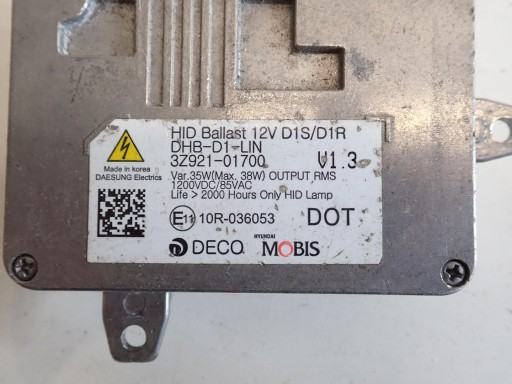 HID Ballast 12V D1S/D1R
DHB-D1-LIN
3Z921-01700 V1.3
Made in korea
DAESUNG Electrics
Var.35W(Max. 38W) OUTPUT RMS
1200VDC/85VAC
Life > 2000 Hours Only HID Lamp
E11 10R-036053 DOT
DECO HYUNDAI MOBIS